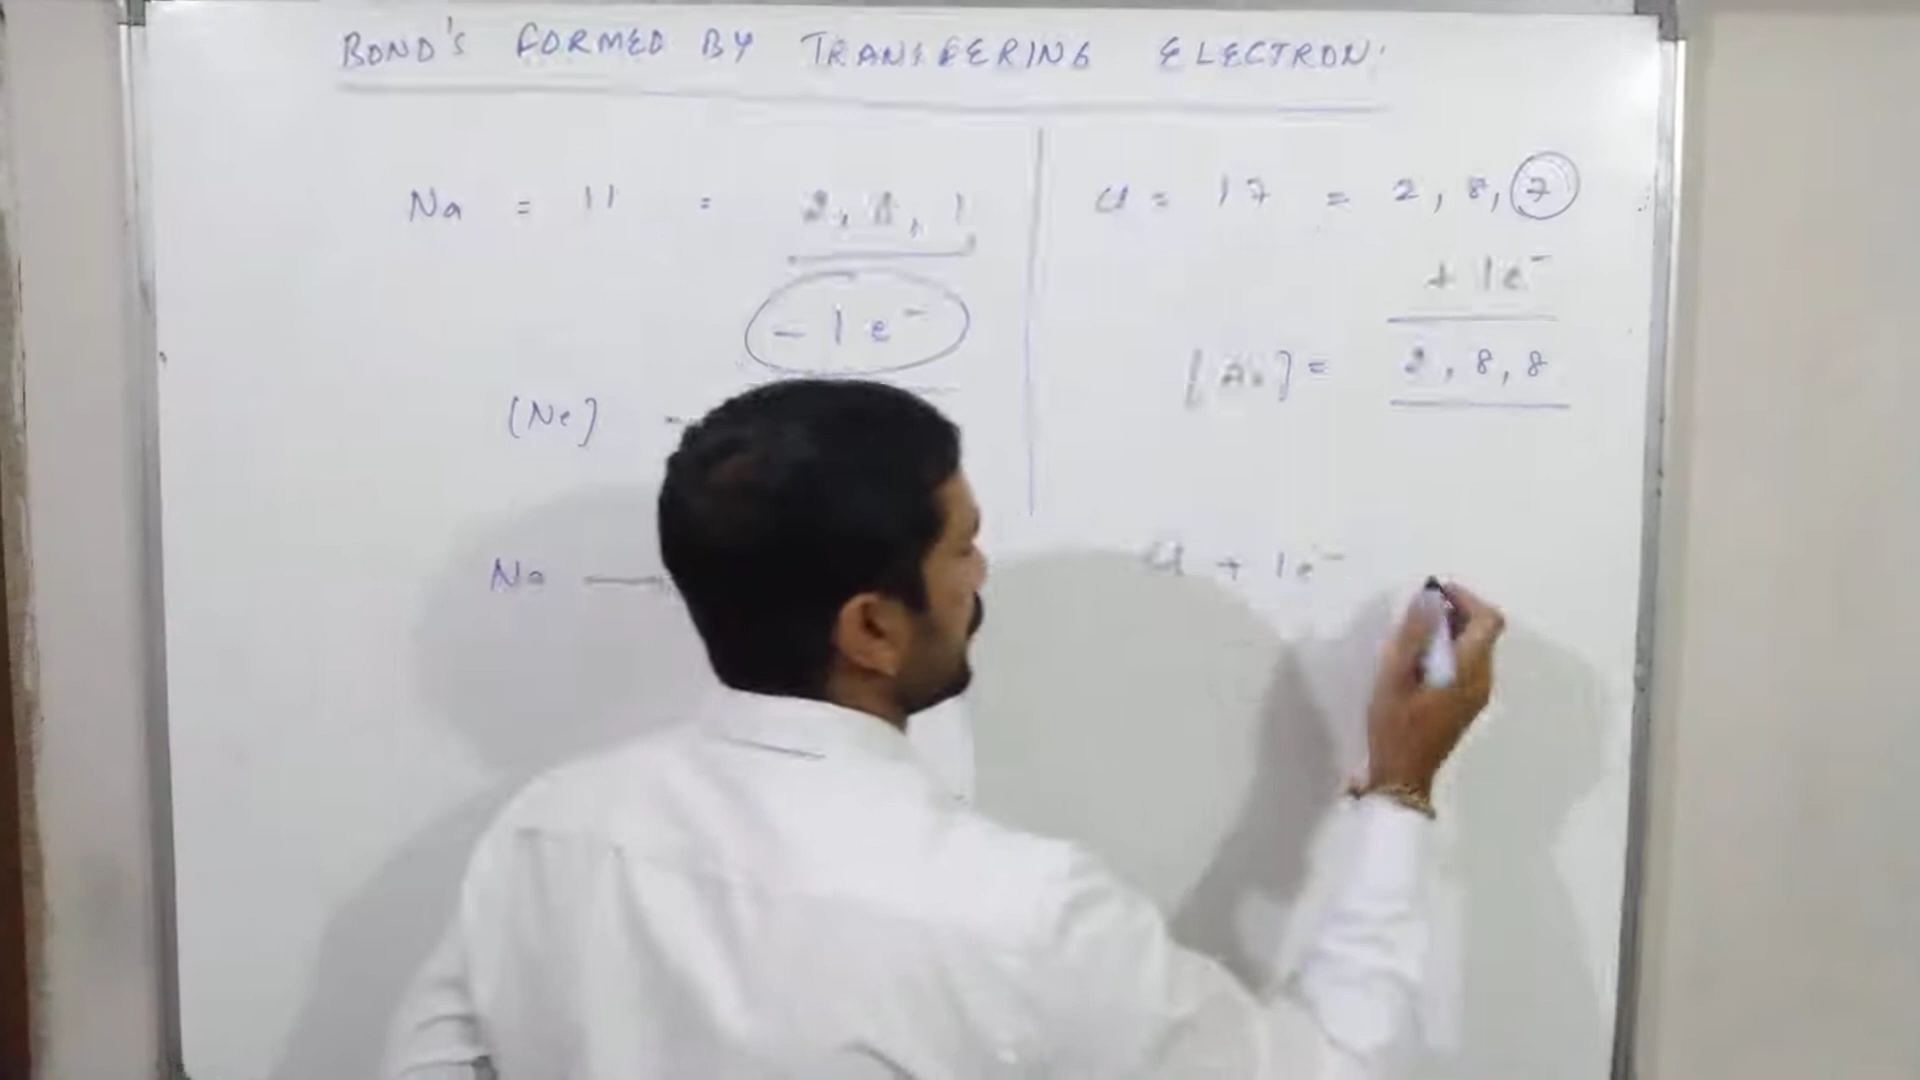 BOND'S FORMED BY TRANSFERING ELECTRON.
Na = 11 = 2, 8, 1
- 1 e⁻
[Ne]
Na ⟶
Cl = 17 = 2, 8, 7
+ 1e⁻
[Ar] = 2, 8, 8
Cl + 1e⁻